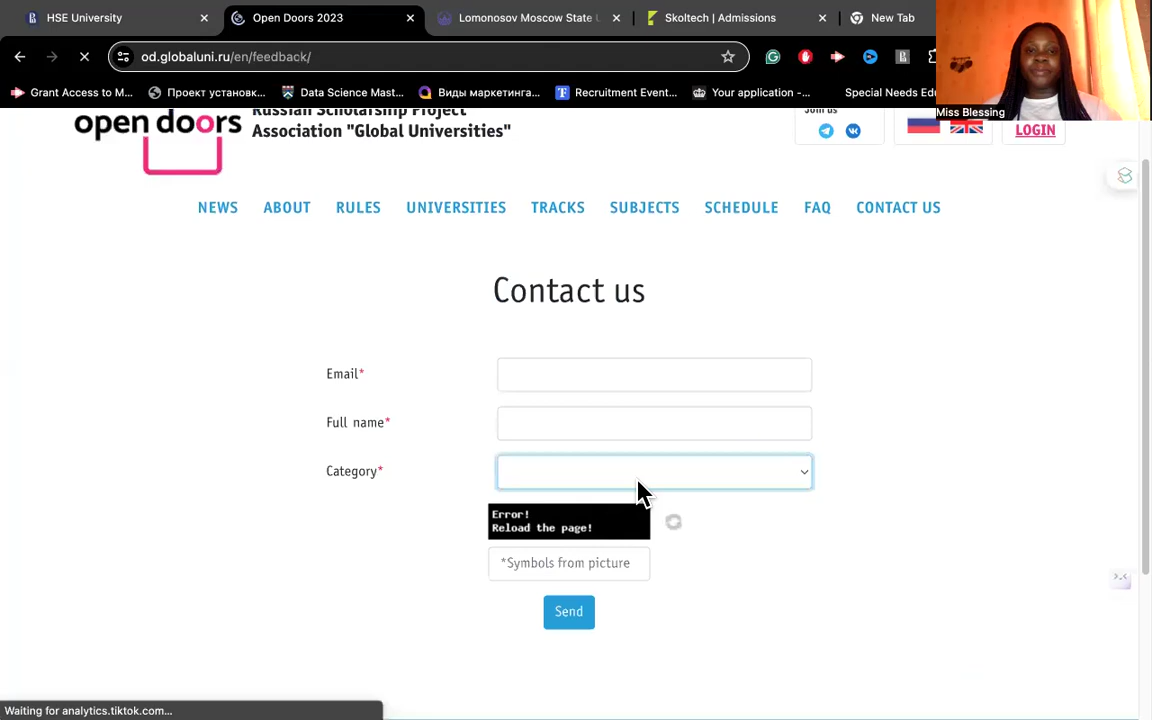 HSE University
Open Doors 2023
Lomonosov Moscow State U
Skoltech | Admissions
New Tab
od.globaluni.ru/en/feedback/
Grant Access to M...
Проект установк...
Data Science Mast...
Виды маркетинга...
Recruitment Event...
Your application -...
Special Needs Edu
Miss Blessing
open doors
Russian Scholarship Project
Association "Global Universities"
Join us
LOGIN
NEWS
ABOUT
RULES
UNIVERSITIES
TRACKS
SUBJECTS
SCHEDULE
FAQ
CONTACT US
Contact us
Email*
Full name*
Category*
Error!
Reload the page!
*Symbols from picture
Send
Waiting for analytics.tiktok.com...